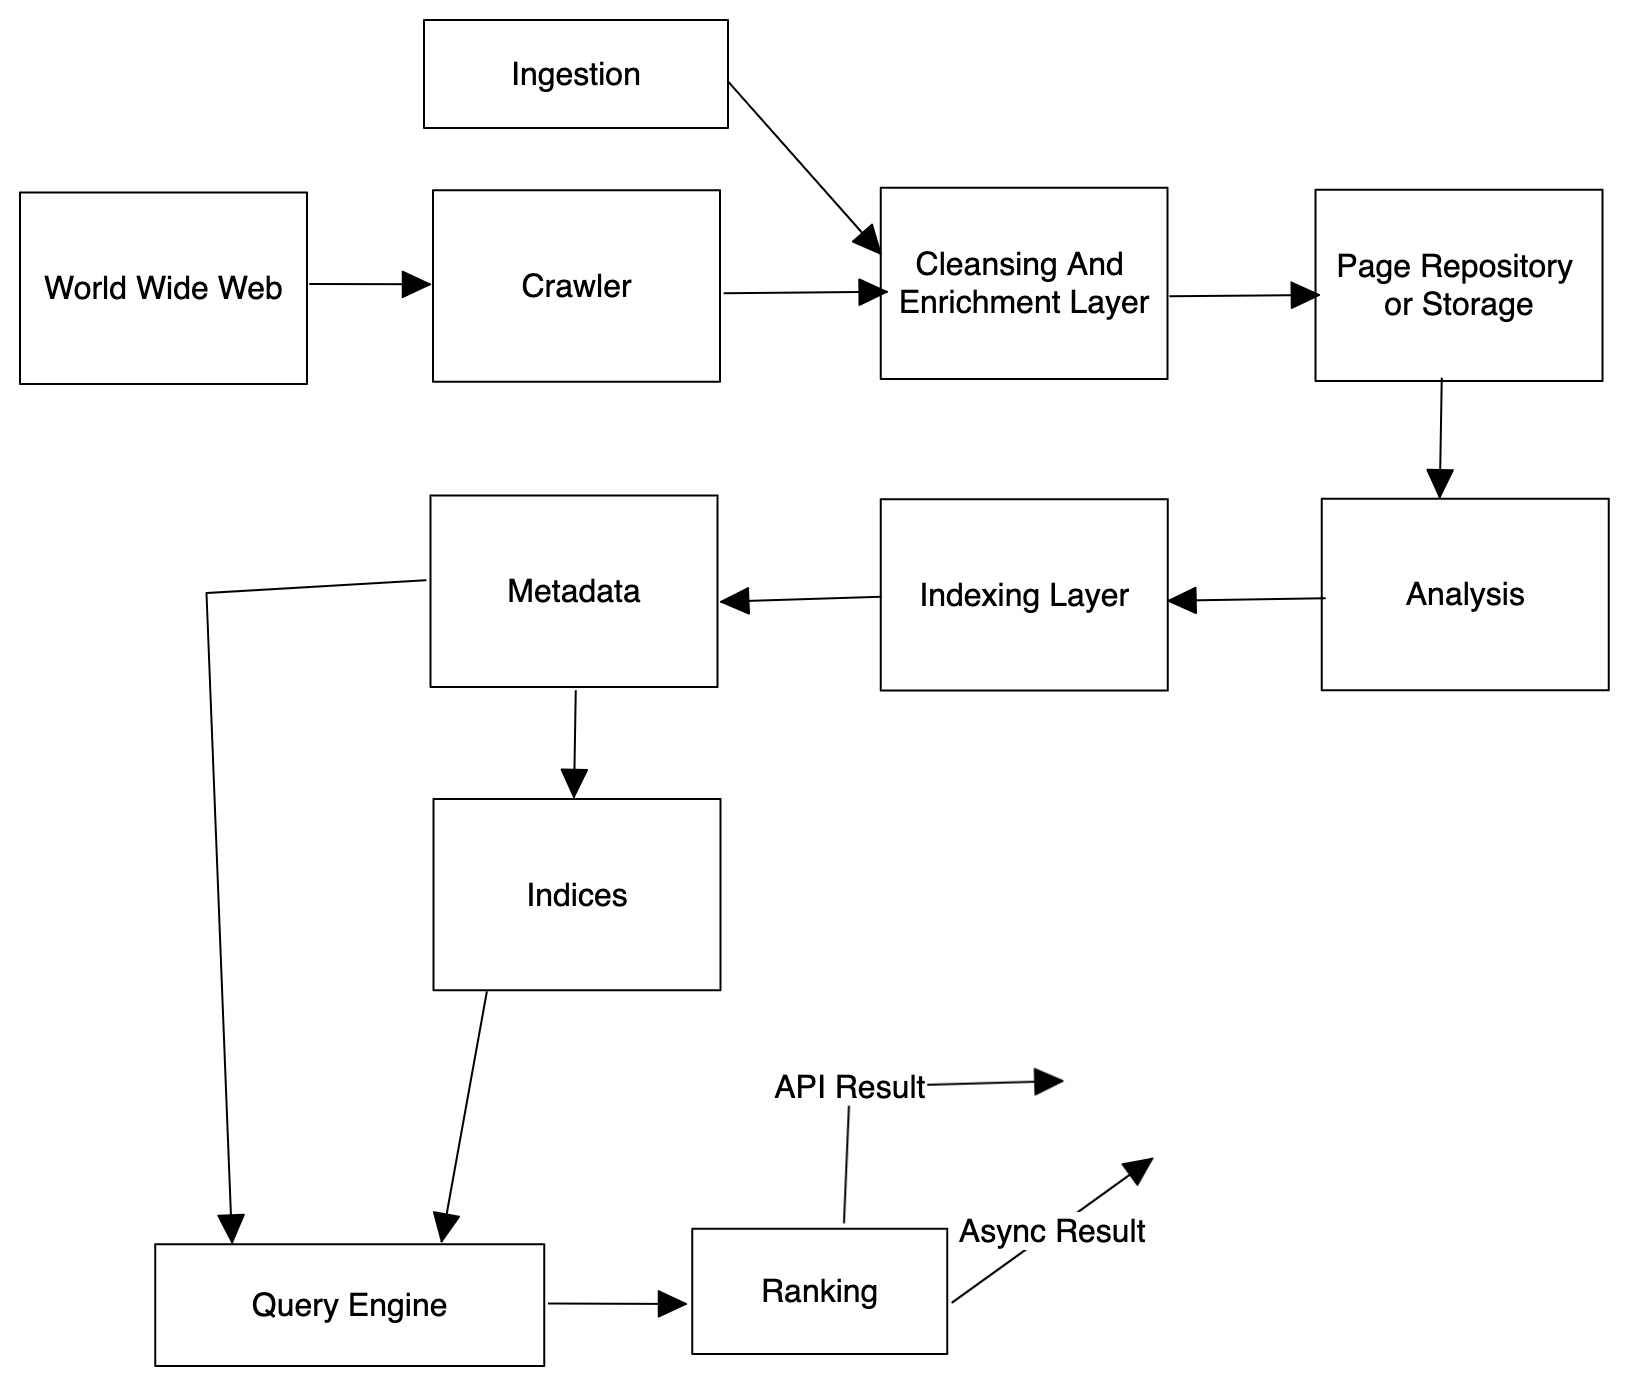 Ingestion
World Wide Web
Crawler
Cleansing And
Enrichment Layer
Page Repository
or Storage
Metadata
Indexing Layer
Analysis
Indices
API Result
Async Result
Query Engine
Ranking